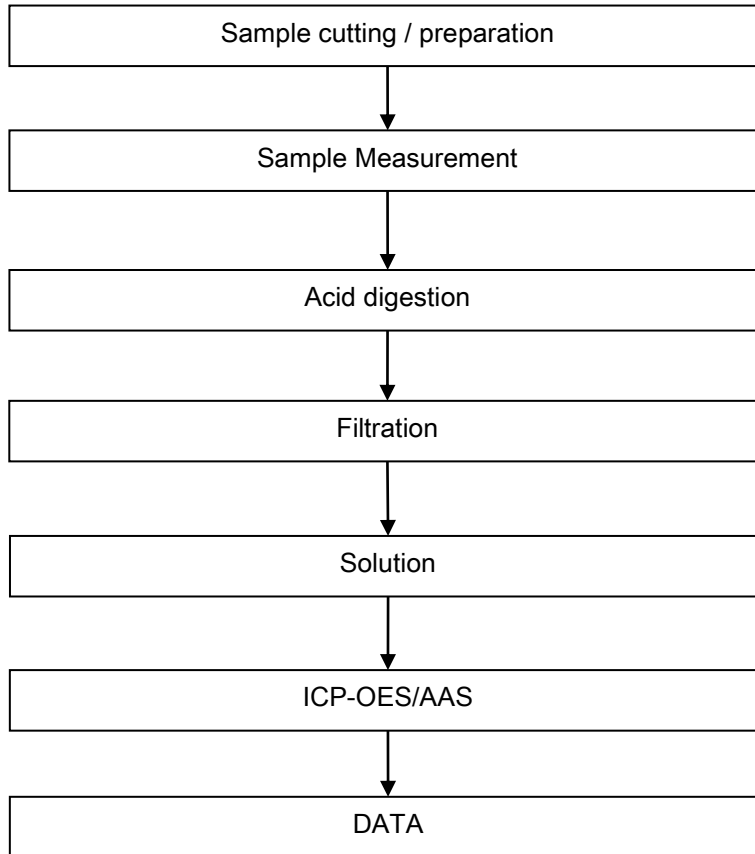 Sample cutting / preparation
Sample Measurement
Acid digestion
Filtration
Solution
ICP-OES/AAS
DATA